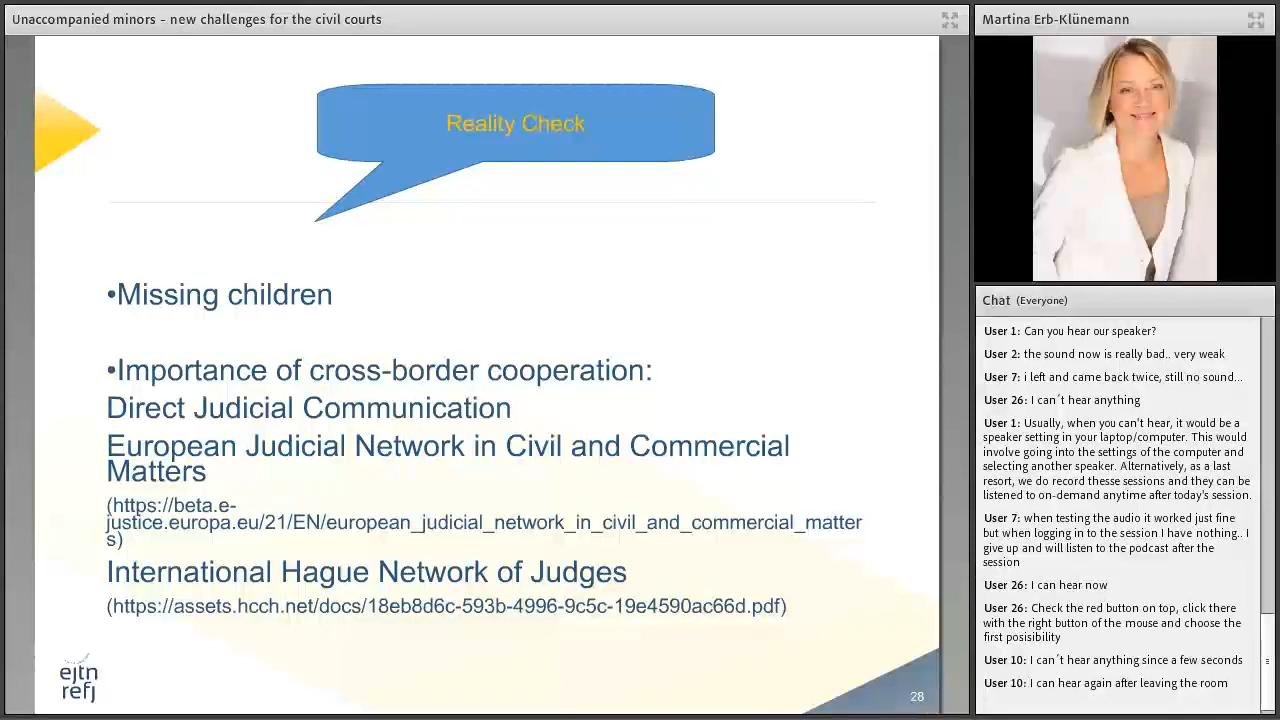 Unaccompanied minors - new challenges for the civil courts
Reality Check
•Missing children
•Importance of cross-border cooperation:
Direct Judicial Communication
European Judicial Network in Civil and Commercial
Matters
(https://beta.e-
justice.europa.eu/21/EN/european_judicial_network_in_civil_and_commercial_matter
s)
International Hague Network of Judges
(https://assets.hcch.net/docs/18eb8d6c-593b-4996-9c5c-19e4590ac66d.pdf)
ejtn
refj
28
Martina Erb-Klünemann
Chat (Everyone)
User 1: Can you hear our speaker?
User 2: the sound now is really bad.. very weak
User 7: i left and came back twice, still no sound..
User 26: I can´t hear anything
User 1: Usually, when you can't hear, it would be a
speaker setting in your laptop/computer. This would
involve going into the settings of the computer and
selecting another speaker. Alternatively, as a last
resort, we do record thesse sessions and they can be
listened to on-demand anytime after today's session.
User 7: when testing the audio it worked just fine
but when logging in to the session I have nothing.. I
give up and will listen to the podcast after the
session
User 26: I can hear now
User 26: Check the red button on top, click there
with the right button of the mouse and choose the
first posisibility
User 10: I can´t hear anything since a few seconds
User 10: I can hear again after leaving the room